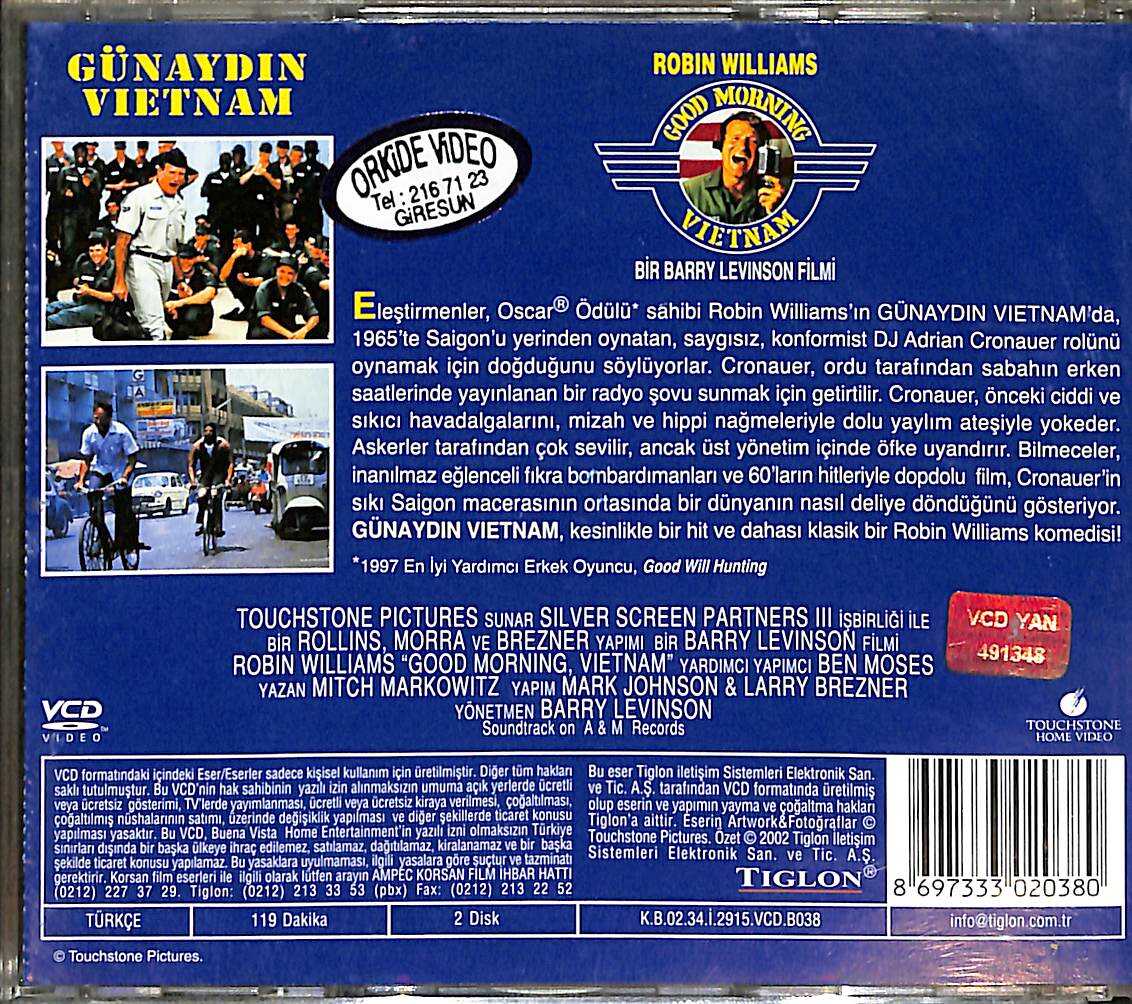 GÜNAYDIN
VIETNAM
ORKiDE ViDEO
Tel : 216 71 23
GiRESUN
ROBIN WILLIAMS
GOOD MORNING
VIETNAM
BİR BARRY LEVINSON FİLMİ
Eleştirmenler, Oscar® Ödülü* sahibi Robin Williams'ın GÜNAYDIN VIETNAM'da,
1965'te Saigon'u yerinden oynatan, saygısız, konformist DJ Adrian Cronauer rolünü
oynamak için doğduğunu söylüyorlar. Cronauer, ordu tarafından sabahın erken
saatlerinde yayınlanan bir radyo şovu sunmak için getirtilir. Cronauer, önceki ciddi ve
sıkıcı havadalgalarını, mizah ve hippi nağmeleriyle dolu yaylım ateşiyle yokeder.
Askerler tarafından çok sevilir, ancak üst yönetim içinde öfke uyandırır. Bilmeceler,
inanılmaz eğlenceli fıkra bombardımanları ve 60'ların hitleriyle dopdolu film, Cronauer'in
sıkı Saigon macerasının ortasında bir dünyanın nasıl deliye döndüğünü gösteriyor.
GÜNAYDIN VIETNAM, kesinlikle bir hit ve dahası klasik bir Robin Williams komedisi!
*1997 En İyi Yardımcı Erkek Oyuncu, Good Will Hunting
TOUCHSTONE PICTURES SUNAR SILVER SCREEN PARTNERS III İŞBİRLİĞİ İLE
BİR ROLLINS, MORRA VE BREZNER YAPIMI BİR BARRY LEVINSON FİLMİ
ROBIN WILLIAMS "GOOD MORNING, VIETNAM" YARDIMCI YAPIMCI BEN MOSES
YAZAN MITCH MARKOWITZ YAPIM MARK JOHNSON & LARRY BREZNER
YÖNETMEN BARRY LEVINSON
Soundtrack on A & M Records
VCD YAN
491348
VCD
VIDEO™
TOUCHSTONE
HOME VIDEO
VCD formatındaki içindeki Eser/Eserler sadece kişisel kullanım için üretilmiştir. Diğer tüm hakları
saklı tutulmuştur. Bu VCD'nin hak sahibinin yazılı izin alınmaksızın umuma açık yerlerde ücretli
veya ücretsiz gösterimi, TV'lerde yayımlanması, ücretli veya ücretsiz kiraya verilmesi, çoğaltılması,
çoğaltılmış nüshalarının satımı, üzerinde değişiklik yapılması ve diğer şekillerde ticaret konusu
yapılması yasaktır. Bu VCD, Buena Vista Home Entertainment'in yazılı izni olmaksızın Türkiye
sınırları dışında bir başka ülkeye ihraç edilemez, satılamaz, dağıtılamaz, kiralanamaz ve bir başka
şekilde ticaret konusu yapılamaz. Bu yasaklara uyulmaması, ilgili yasalara göre suçtur ve tazminatı
gerektirir. Korsan film eserleri ile ilgili olarak lütfen arayın AMPEC KORSAN FİLM İHBAR HATTI
(0212) 227 37 29. Tiglon: (0212) 213 33 53 (pbx) Fax: (0212) 213 22 52
Bu eser Tiglon İletişim Sistemleri Elektronik San.
ve Tic. A.Ş. tarafından VCD formatında üretilmiş
olup eserin ve yapımın yayma ve çoğaltma hakları
Tiglon'a aittir. Eserin Artwork&Fotoğraflar ©
Touchstone Pictures. Özet © 2002 Tiglon İletişim
Sistemleri Elektronik San. ve Tic. A.Ş.
TIGLON®
8 697333 020380
TÜRKÇE
119 Dakika
2 Disk
K.B.02.34.İ.2915.VCD.B038
info@tiglon.com.tr
© Touchstone Pictures.